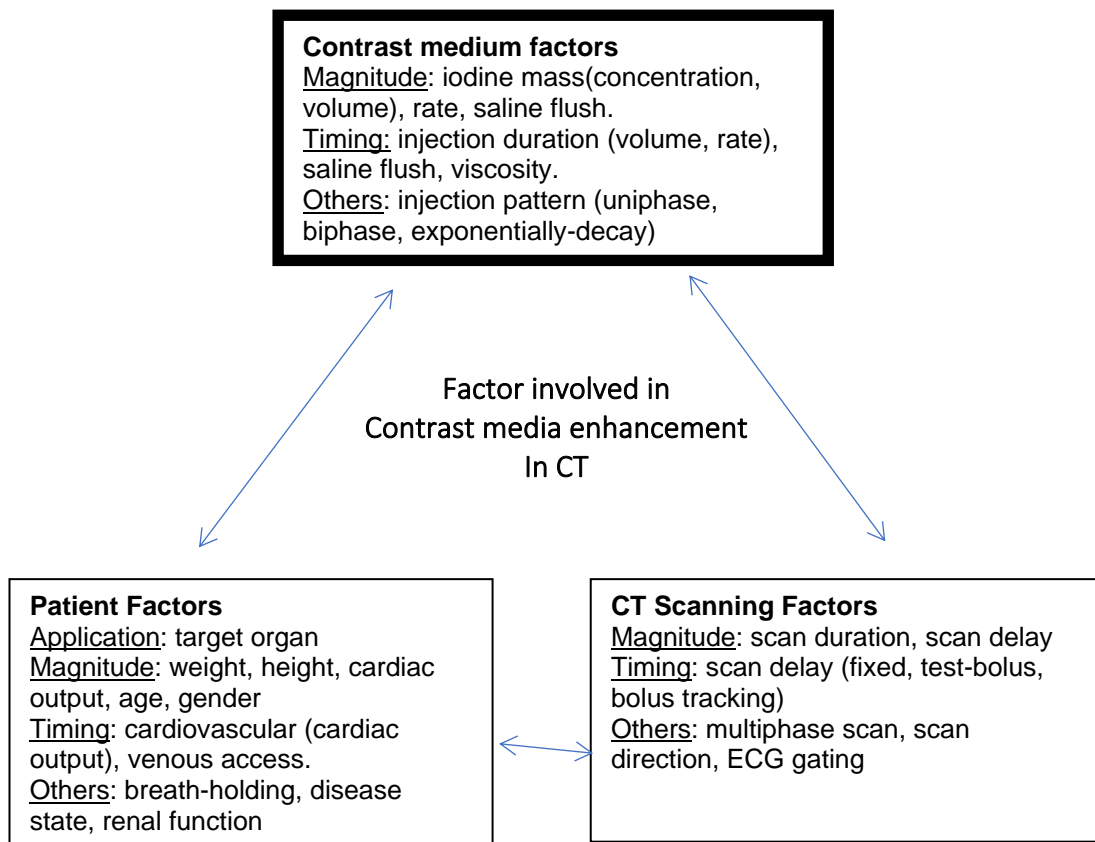 Contrast medium factors
Magnitude: iodine mass(concentration,
volume), rate, saline flush.
Timing: injection duration (volume, rate),
saline flush, viscosity.
Others: injection pattern (uniphase,
biphase, exponentially-decay)
Factor involved in
Contrast media enhancement
In CT
Patient Factors
Application: target organ
Magnitude: weight, height, cardiac
output, age, gender
Timing: cardiovascular (cardiac
output), venous access.
Others: breath-holding, disease
state, renal function
CT Scanning Factors
Magnitude: scan duration, scan delay
Timing: scan delay (fixed, test-bolus,
bolus tracking)
Others: multiphase scan, scan
direction, ECG gating